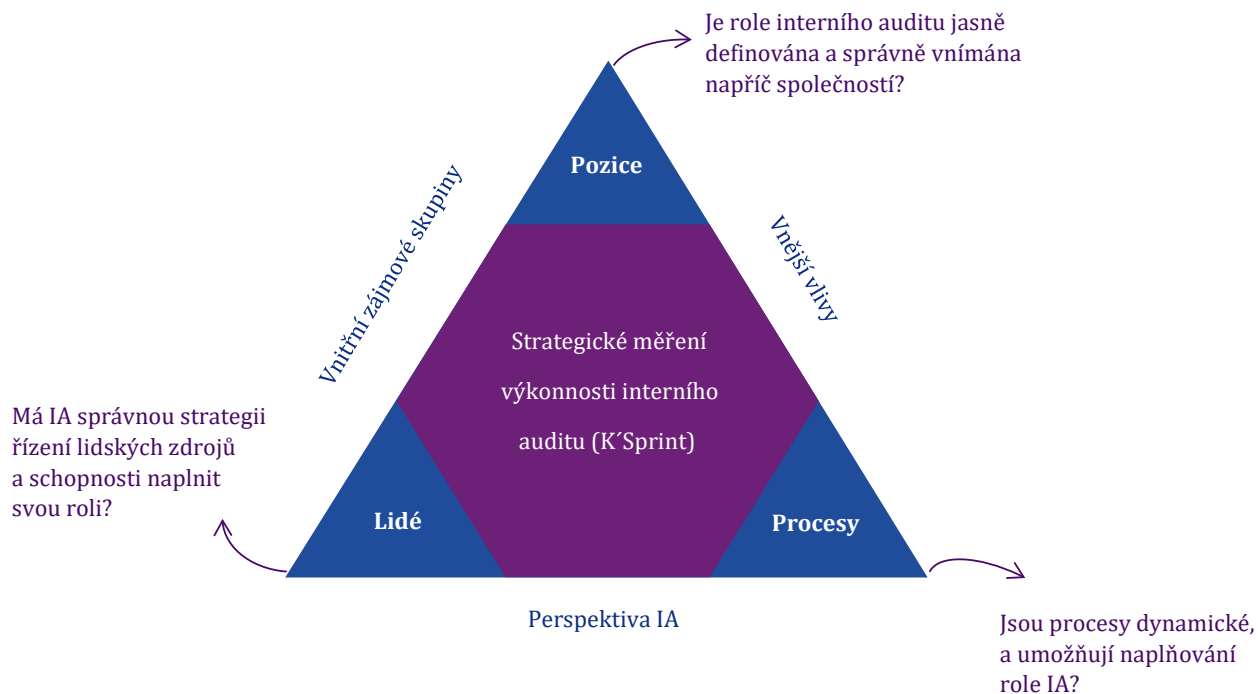 Je role interního auditu jasně
definována a správně vnímána
napříč společností?
Pozice
Vnitřní zájmové skupiny
Vnější vlivy
Strategické měření
výkonnosti interního
auditu (K´Sprint)
Má IA správnou strategii
řízení lidských zdrojů
a schopnosti naplnit
svou roli?
Lidé
Procesy
Perspektiva IA
Jsou procesy dynamické,
a umožňují naplňování
role IA?